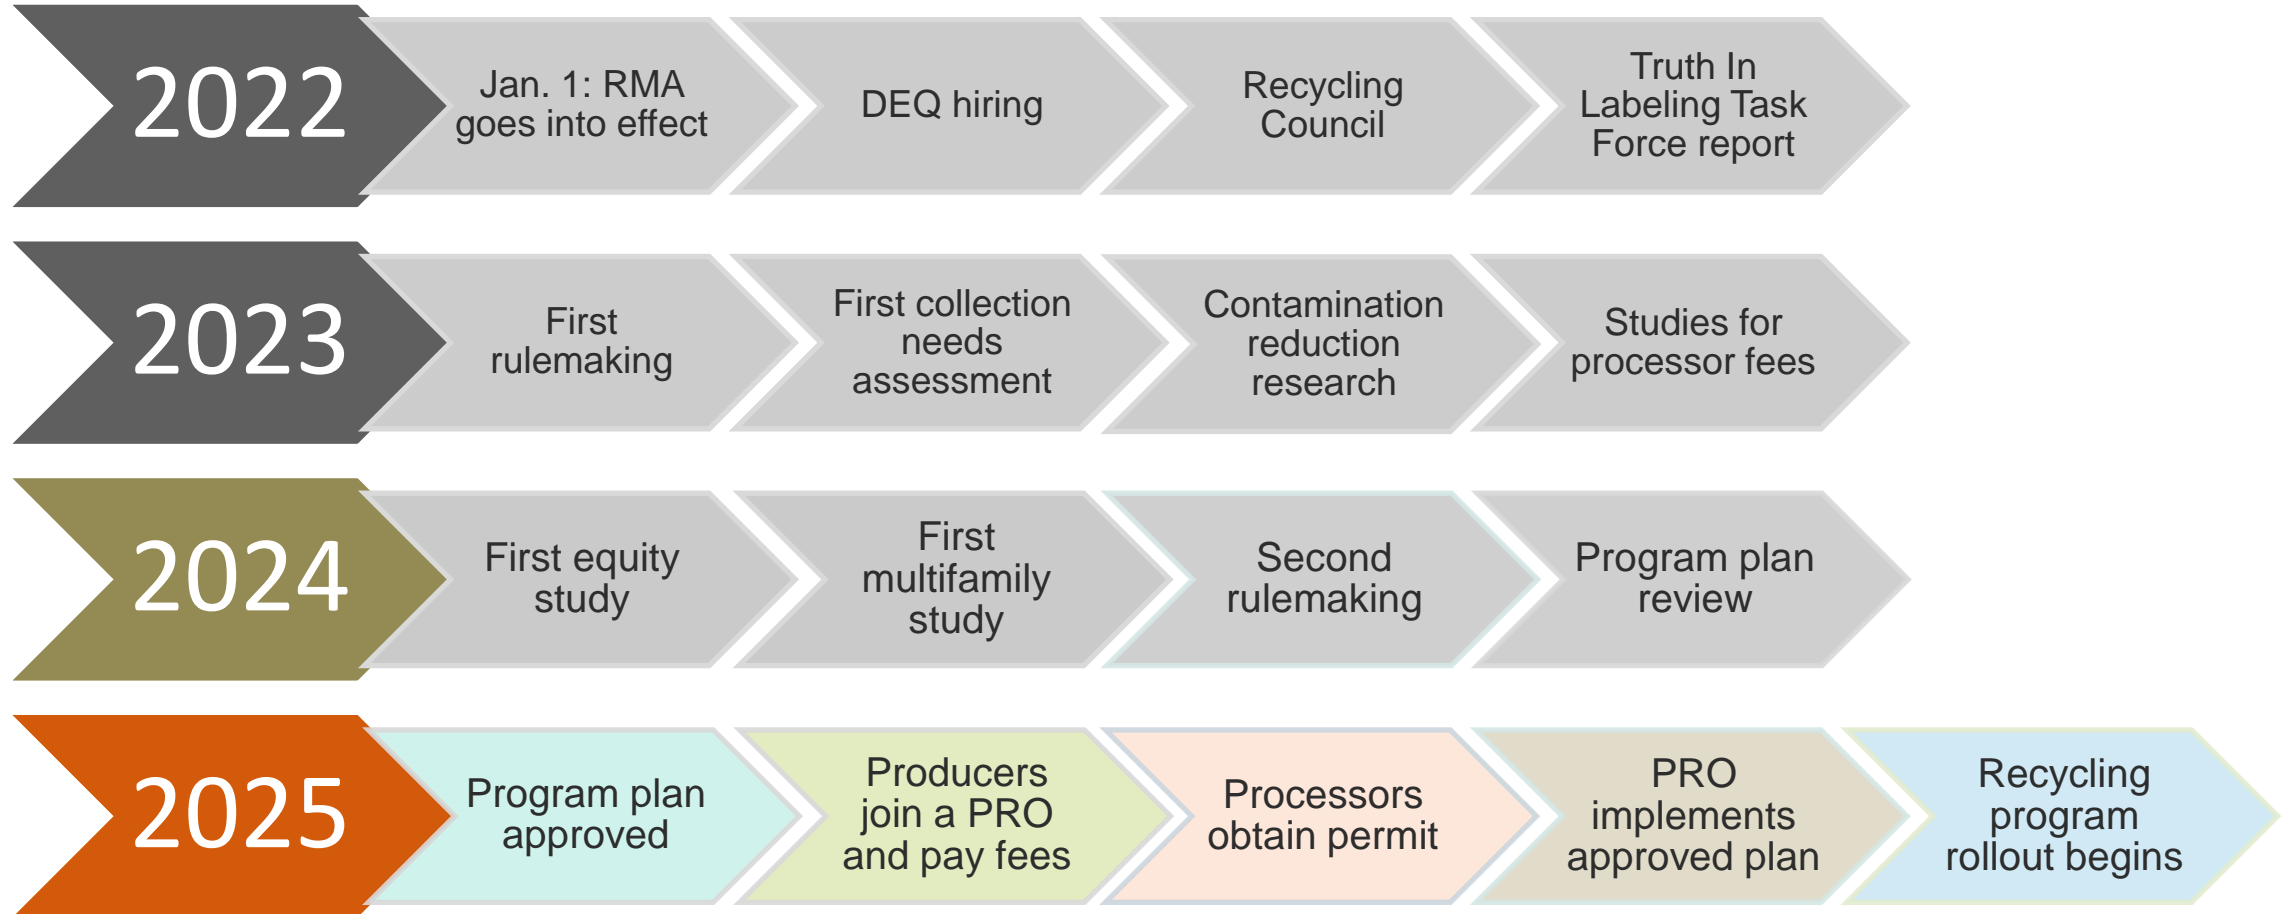 2022
Jan. 1: RMA
goes into effect
DEQ hiring
Recycling
Council
Truth In
Labeling Task
Force report
2023
First
rulemaking
First collection
needs
assessment
Contamination
reduction
research
Studies for
processor fees
2024
First equity
study
First
multifamily
study
Second
rulemaking
Program plan
review
2025
Program plan
approved
Producers
join a PRO
and pay fees
Processors
obtain permit
PRO
implements
approved plan
Recycling
program
rollout begins